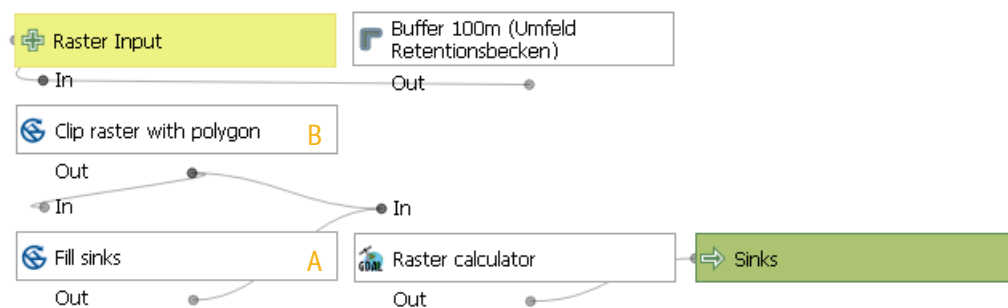 Raster Input
Buffer 100m (Umfeld
Retentionsbecken)
In
Out
Clip raster with polygon B
Out
In
In
Fill sinks A
GDAL
Raster calculator
Sinks
Out
Out